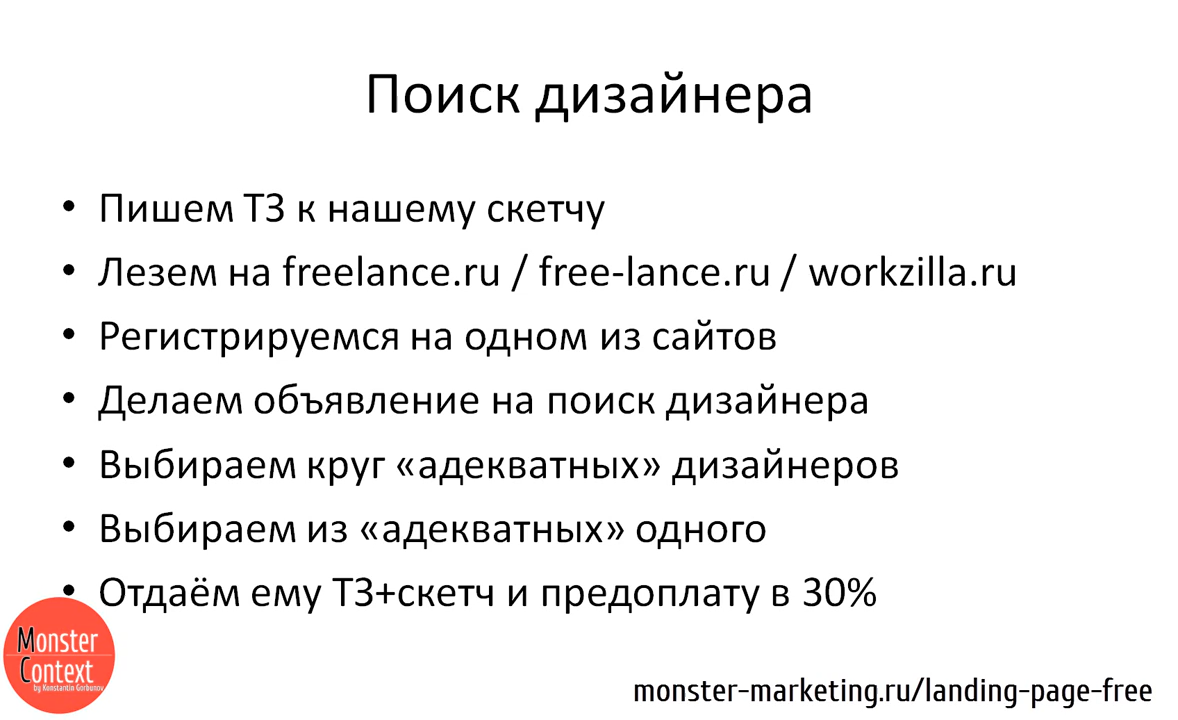 Поиск дизайнера
• Пишем ТЗ к нашему скетчу
• Лезем на freelance.ru / free-lance.ru / workzilla.ru
• Регистрируемся на одном из сайтов
• Делаем объявление на поиск дизайнера
• Выбираем круг «адекватных» дизайнеров
• Выбираем из «адекватных» одного
• Отдаём ему ТЗ+скетч и предоплату в 30%
Monster
Context
by Konstantin Gorbunov
monster-marketing.ru/landing-page-free